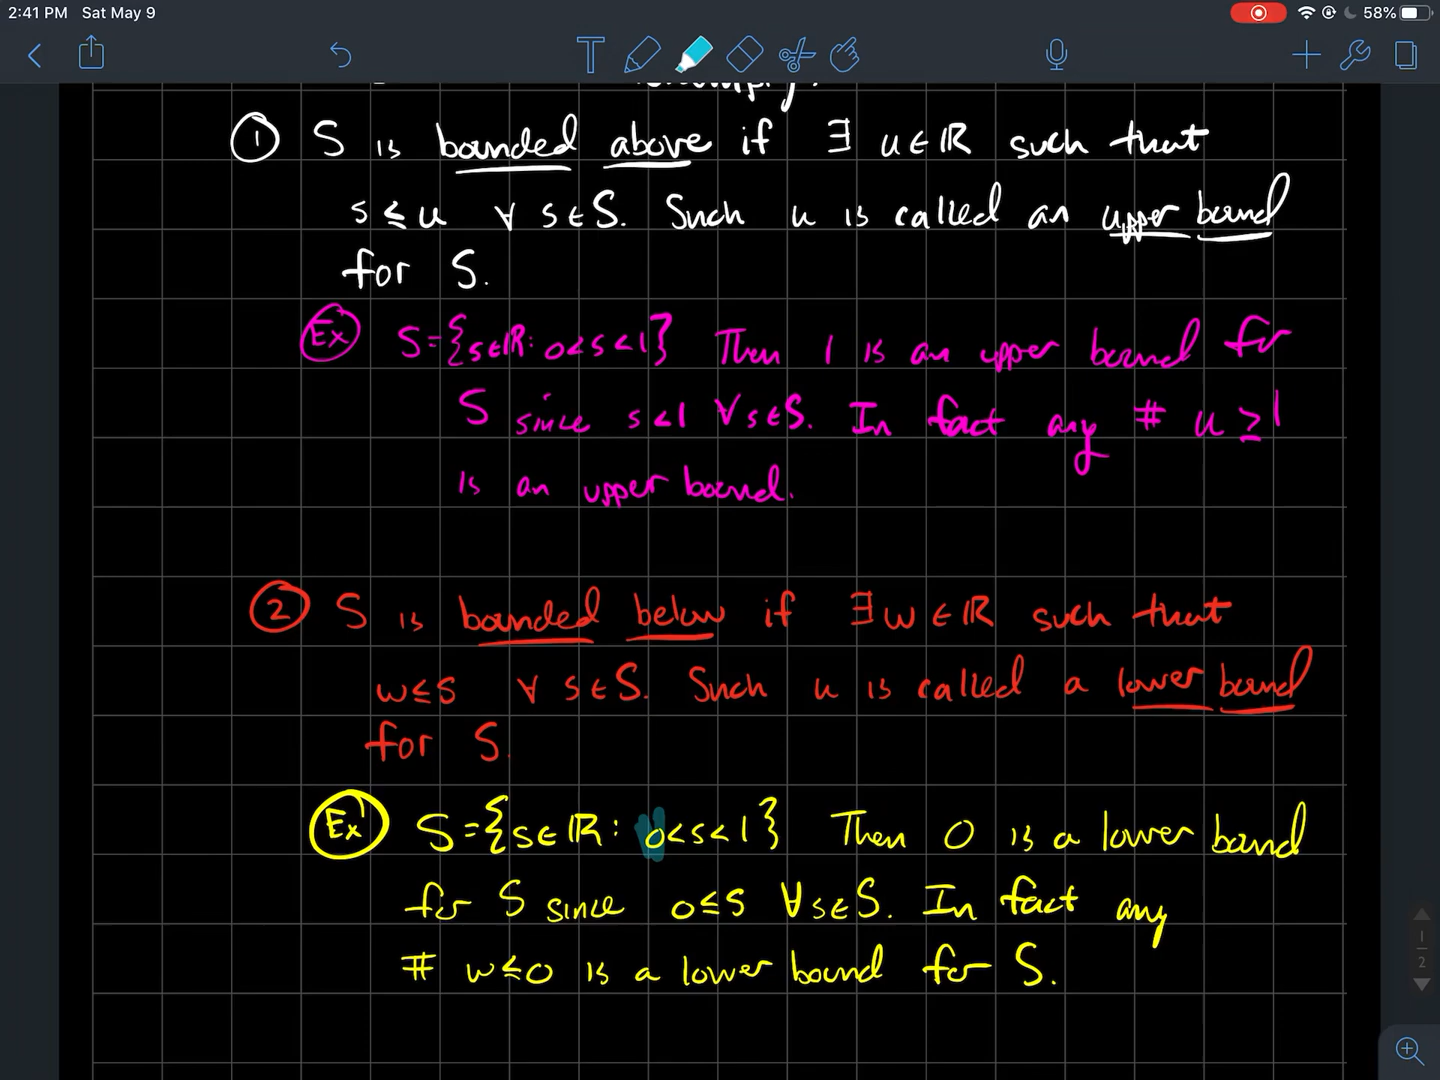 2:41 PM Sat May 9 58%
① S is bounded above if ∃ u∈ℝ such that
s≤u ∀ s∈S. Such u is called an upper bound
for S.
Ex S={s∈ℝ: 0<s<1} Then 1 is an upper bound for
S since s<1 ∀s∈S. In fact any # u≥1
is an upper bound.
② S is bounded below if ∃w∈ℝ such that
w≤s ∀ s∈S. Such u is called a lower bound
for S.
Ex S={s∈ℝ: 0<s<1} Then 0 is a lower bound
for S since 0≤s ∀s∈S. In fact any
# w≤0 is a lower bound for S.
1
2